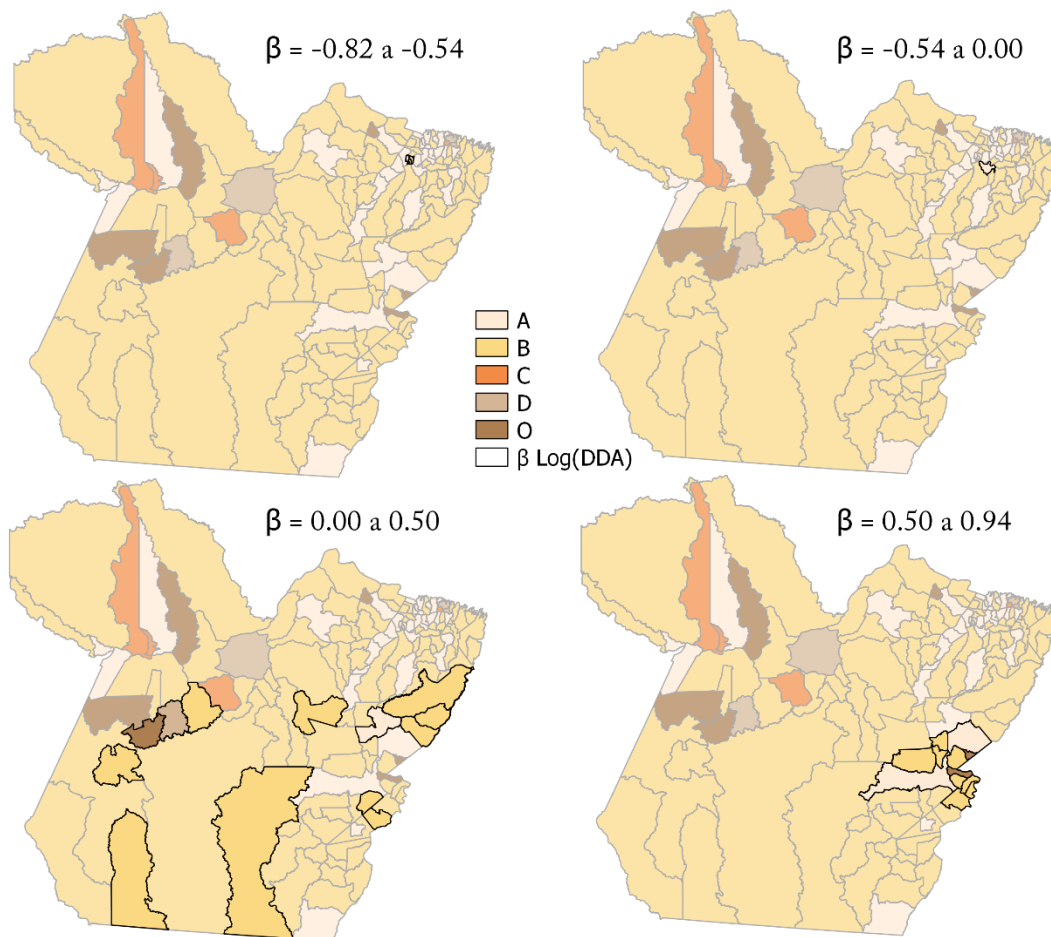 β = -0.82 a -0.54
β = -0.54 a 0.00
A
B
C
D
O
β Log(DDA)
β = 0.00 a 0.50
β = 0.50 a 0.94